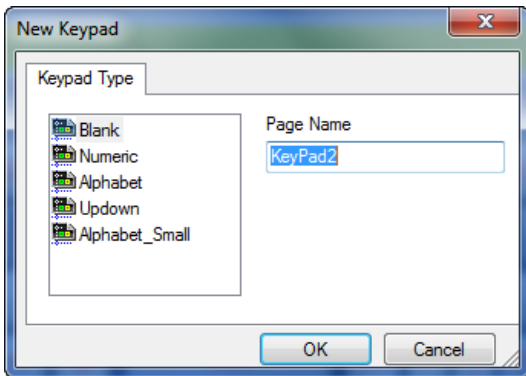 New Keypad
Keypad Type
Blank
Numeric
Alphabet
Updown
Alphabet_Small
Page Name
KeyPad2
OK
Cancel